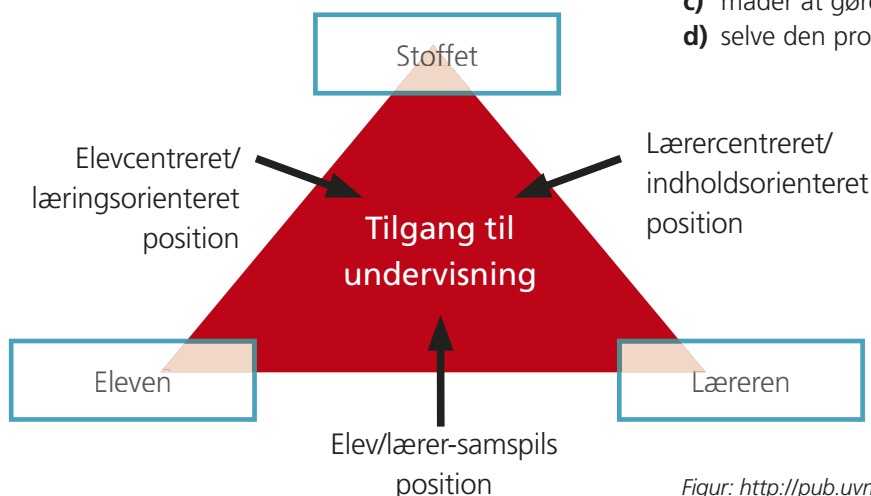 c) måder at gøre
d) selve den pro
Stoffet
Elevcentreret/
læringsorienteret
position
Lærercentreret/
indholdsorienteret
position
Tilgang til
undervisning
Eleven
Læreren
Elev/lærer-samspils
position
Figur: http://pub.uvm